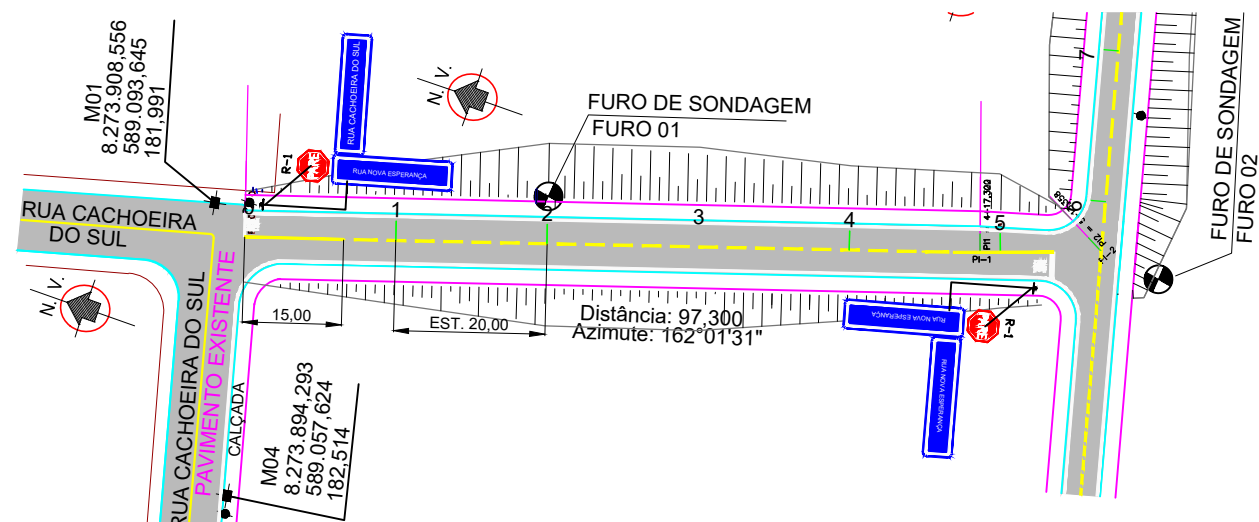 M01
8.273.908,556
589.093,645
181,991
N. V.
RUA CACHOEIRA DO SUL
RUA NOVA ESPERANÇA
R-1
PARE
FURO DE SONDAGEM
FURO 01
FURO DE SONDAGEM
FURO 02
RUA CACHOEIRA
DO SUL
1
2
3
4
5
7
PI1 = 4+17,300
PI-1
N. V.
15,00
EST. 20,00
Distância: 97,300
Azimute: 162°01'31"
RUA NOVA ESPERANÇA
RUA NOVA ESPERANÇA
R-1
PARE
RUA CACHOEIRA DO SUL
PAVIMENTO EXISTENTE
CALÇADA
M04
8.273.894,293
589.057,624
182,514